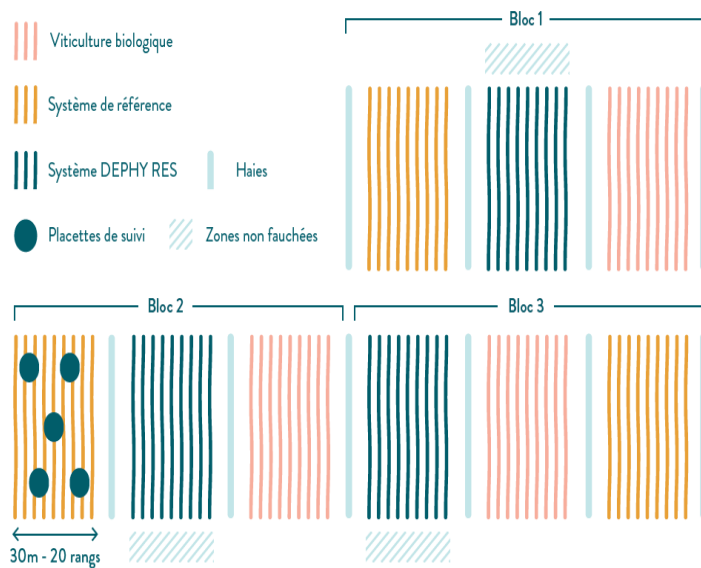 Bloc 1
Viticulture biologique
Système de référence
Système DEPHY RES
Haies
Placettes de suivi
Zones non fauchées
Bloc 2
Bloc 3
30m - 20 rangs